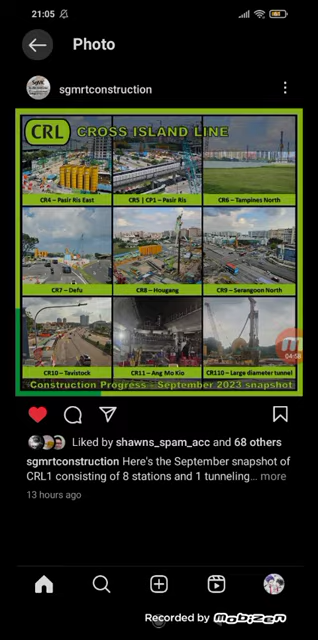 21:05
Photo
sgmrtconstruction
CRL CROSS ISLAND LINE
CR4 – Pasir Ris East
CR5 | CP1 – Pasir Ris
CR6 – Tampines North
CR7 – Defu
CR8 – Hougang
CR9 – Serangoon North
CR10 – Tavistock
CR11 – Ang Mo Kio
CR110 – Large diameter tunnel
04:58
Construction Progress – September 2023 snapshot
Liked by shawns_spam_acc and 68 others
sgmrtconstruction Here's the September snapshot of
CRL1 consisting of 8 stations and 1 tunneling... more
13 hours ago
Recorded by mobizen